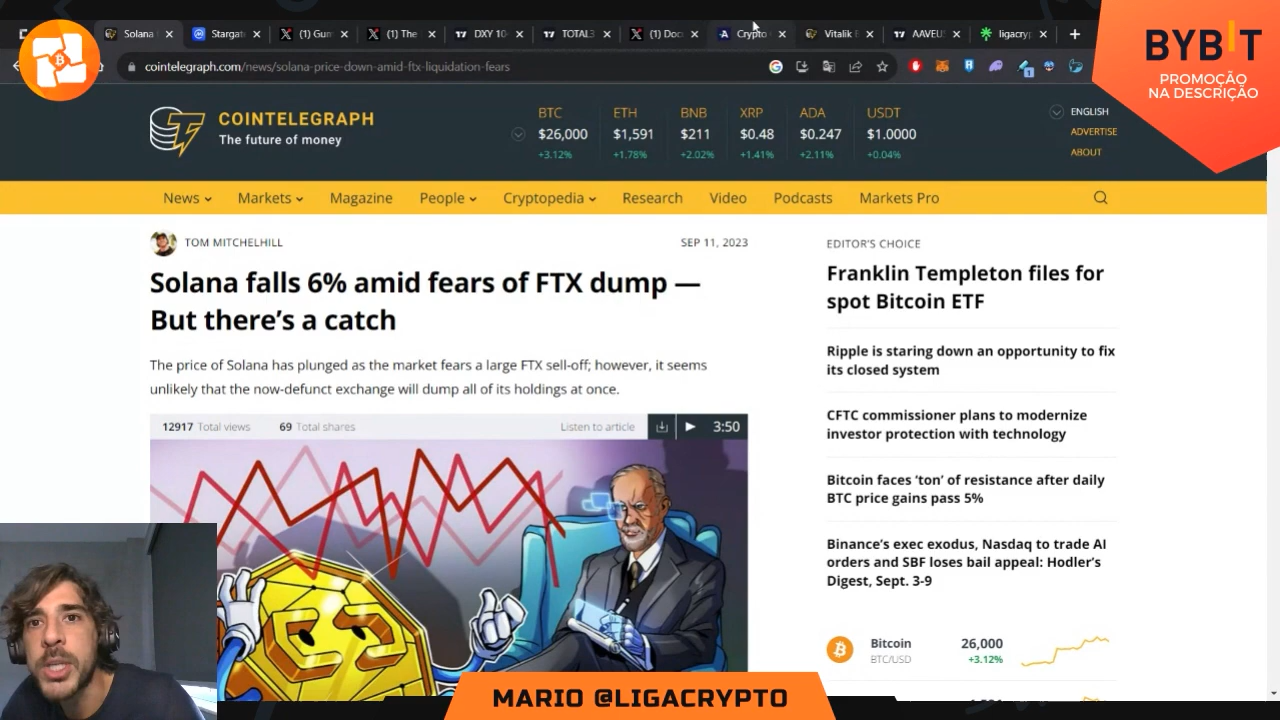 Solana
Stargat
(1) Gum
(1) The
DXY 10
TOTAL3
(1) Doc
Crypto
Vitalik E
AAVEUS
ligacryp
cointelegraph.com/news/solana-price-down-amid-ftx-liquidation-fears
BYBIT
PROMOÇÃO
NA DESCRIÇÃO
COINTELEGRAPH
The future of money
BTC
$26,000
+3.12%
ETH
$1,591
+1.78%
BNB
$211
+2.02%
XRP
$0.48
+1.41%
ADA
$0.247
+2.11%
USDT
$1.0000
+0.04%
ENGLISH
ADVERTISE
ABOUT
News Markets Magazine People Cryptopedia Research Video Podcasts Markets Pro
TOM MITCHELHILL
SEP 11, 2023
Solana falls 6% amid fears of FTX dump —
But there's a catch
The price of Solana has plunged as the market fears a large FTX sell-off; however, it seems
unlikely that the now-defunct exchange will dump all of its holdings at once.
12917 Total views 69 Total shares Listen to article 3:50
EDITOR'S CHOICE
Franklin Templeton files for
spot Bitcoin ETF
Ripple is staring down an opportunity to fix
its closed system
CFTC commissioner plans to modernize
investor protection with technology
Bitcoin faces 'ton' of resistance after daily
BTC price gains pass 5%
Binance's exec exodus, Nasdaq to trade AI
orders and SBF loses bail appeal: Hodler's
Digest, Sept. 3-9
Bitcoin 26,000
BTC/USD +3.12%
MARIO @LIGACRYPTO